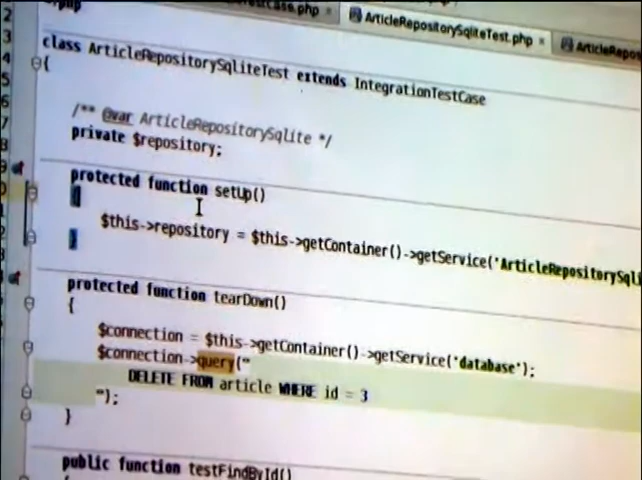 ArticleRepositorySqliteTest.php
class ArticleRepositorySqliteTest extends IntegrationTestCase
{
/** @var ArticleRepositorySqlite */
private $repository;
protected function setUp()
{
$this->repository = $this->getContainer()->getService('ArticleRepositorySqli
}
protected function tearDown()
{
$connection = $this->getContainer()->getService('database');
$connection->query("
DELETE FROM article WHERE id = 3
");
}
public function testFindById()